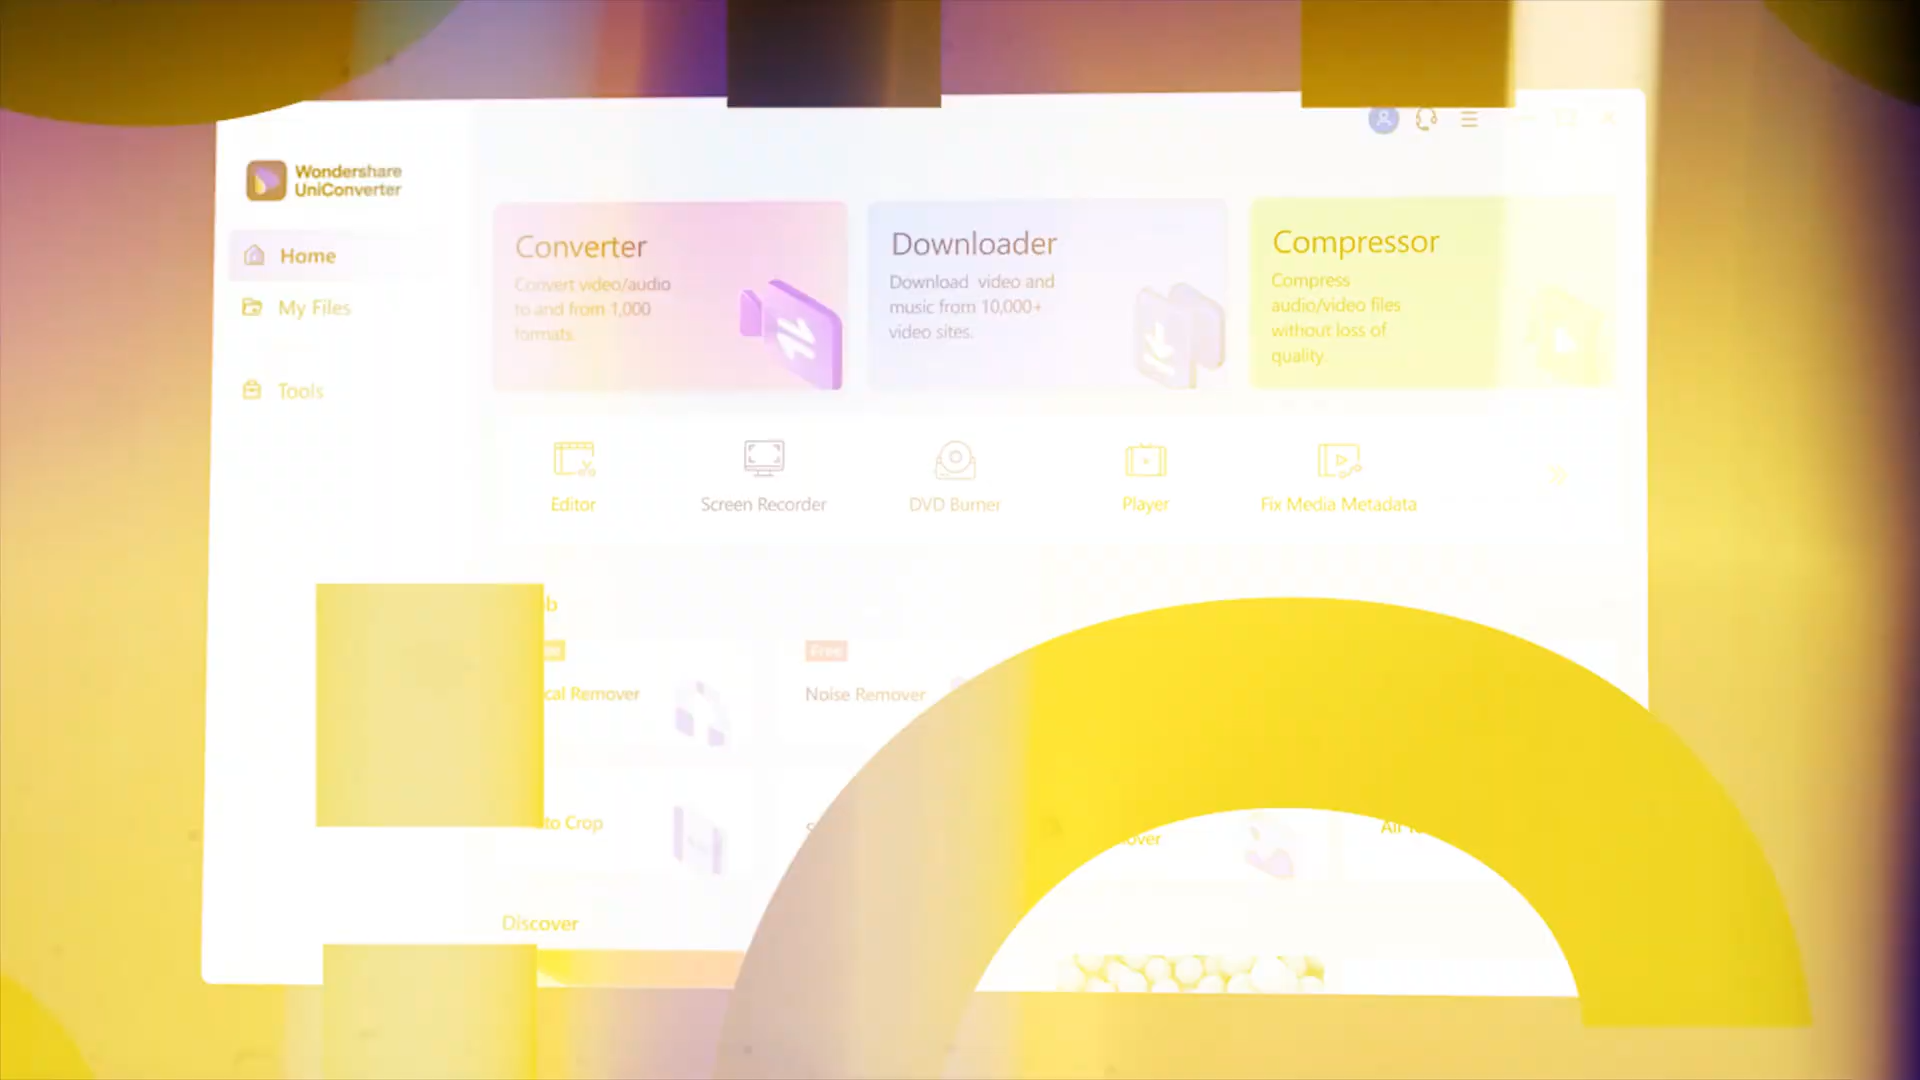 Wondershare
UniConverter
Home
My Files
Tools
Converter
Convert video/audio
to and from 1,000
formats.
Downloader
Download video and
music from 10,000+
video sites.
Compressor
Compress
audio/video files
without loss of
quality.
Editor
Screen Recorder
DVD Burner
Player
Fix Media Metadata
Free
Remover
Noise Remover
Crop
Discover